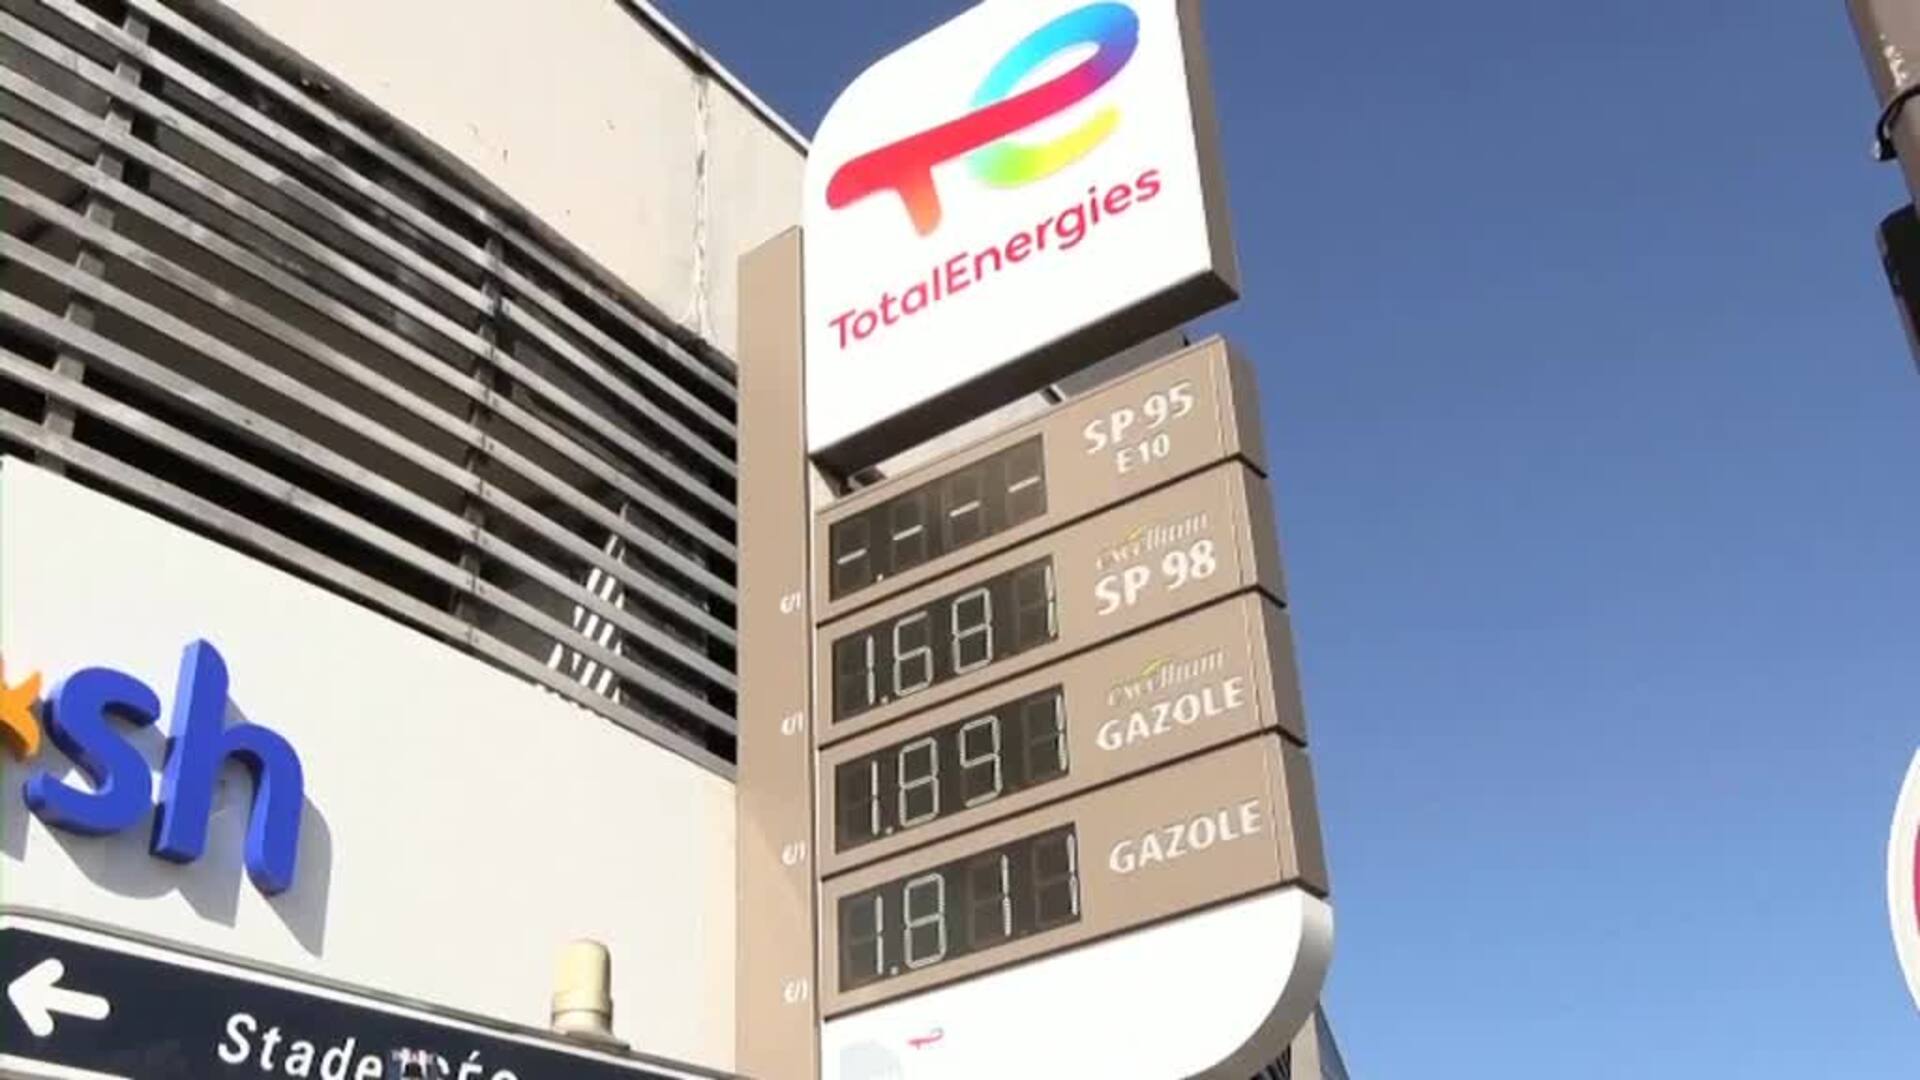 TotalEnergies
SP 95
E10
-.---
€/l
excellium
SP 98
1.681
€/l
excellium
GAZOLE
1.891
€/l
GAZOLE
1.811
€/l
sh
Stade